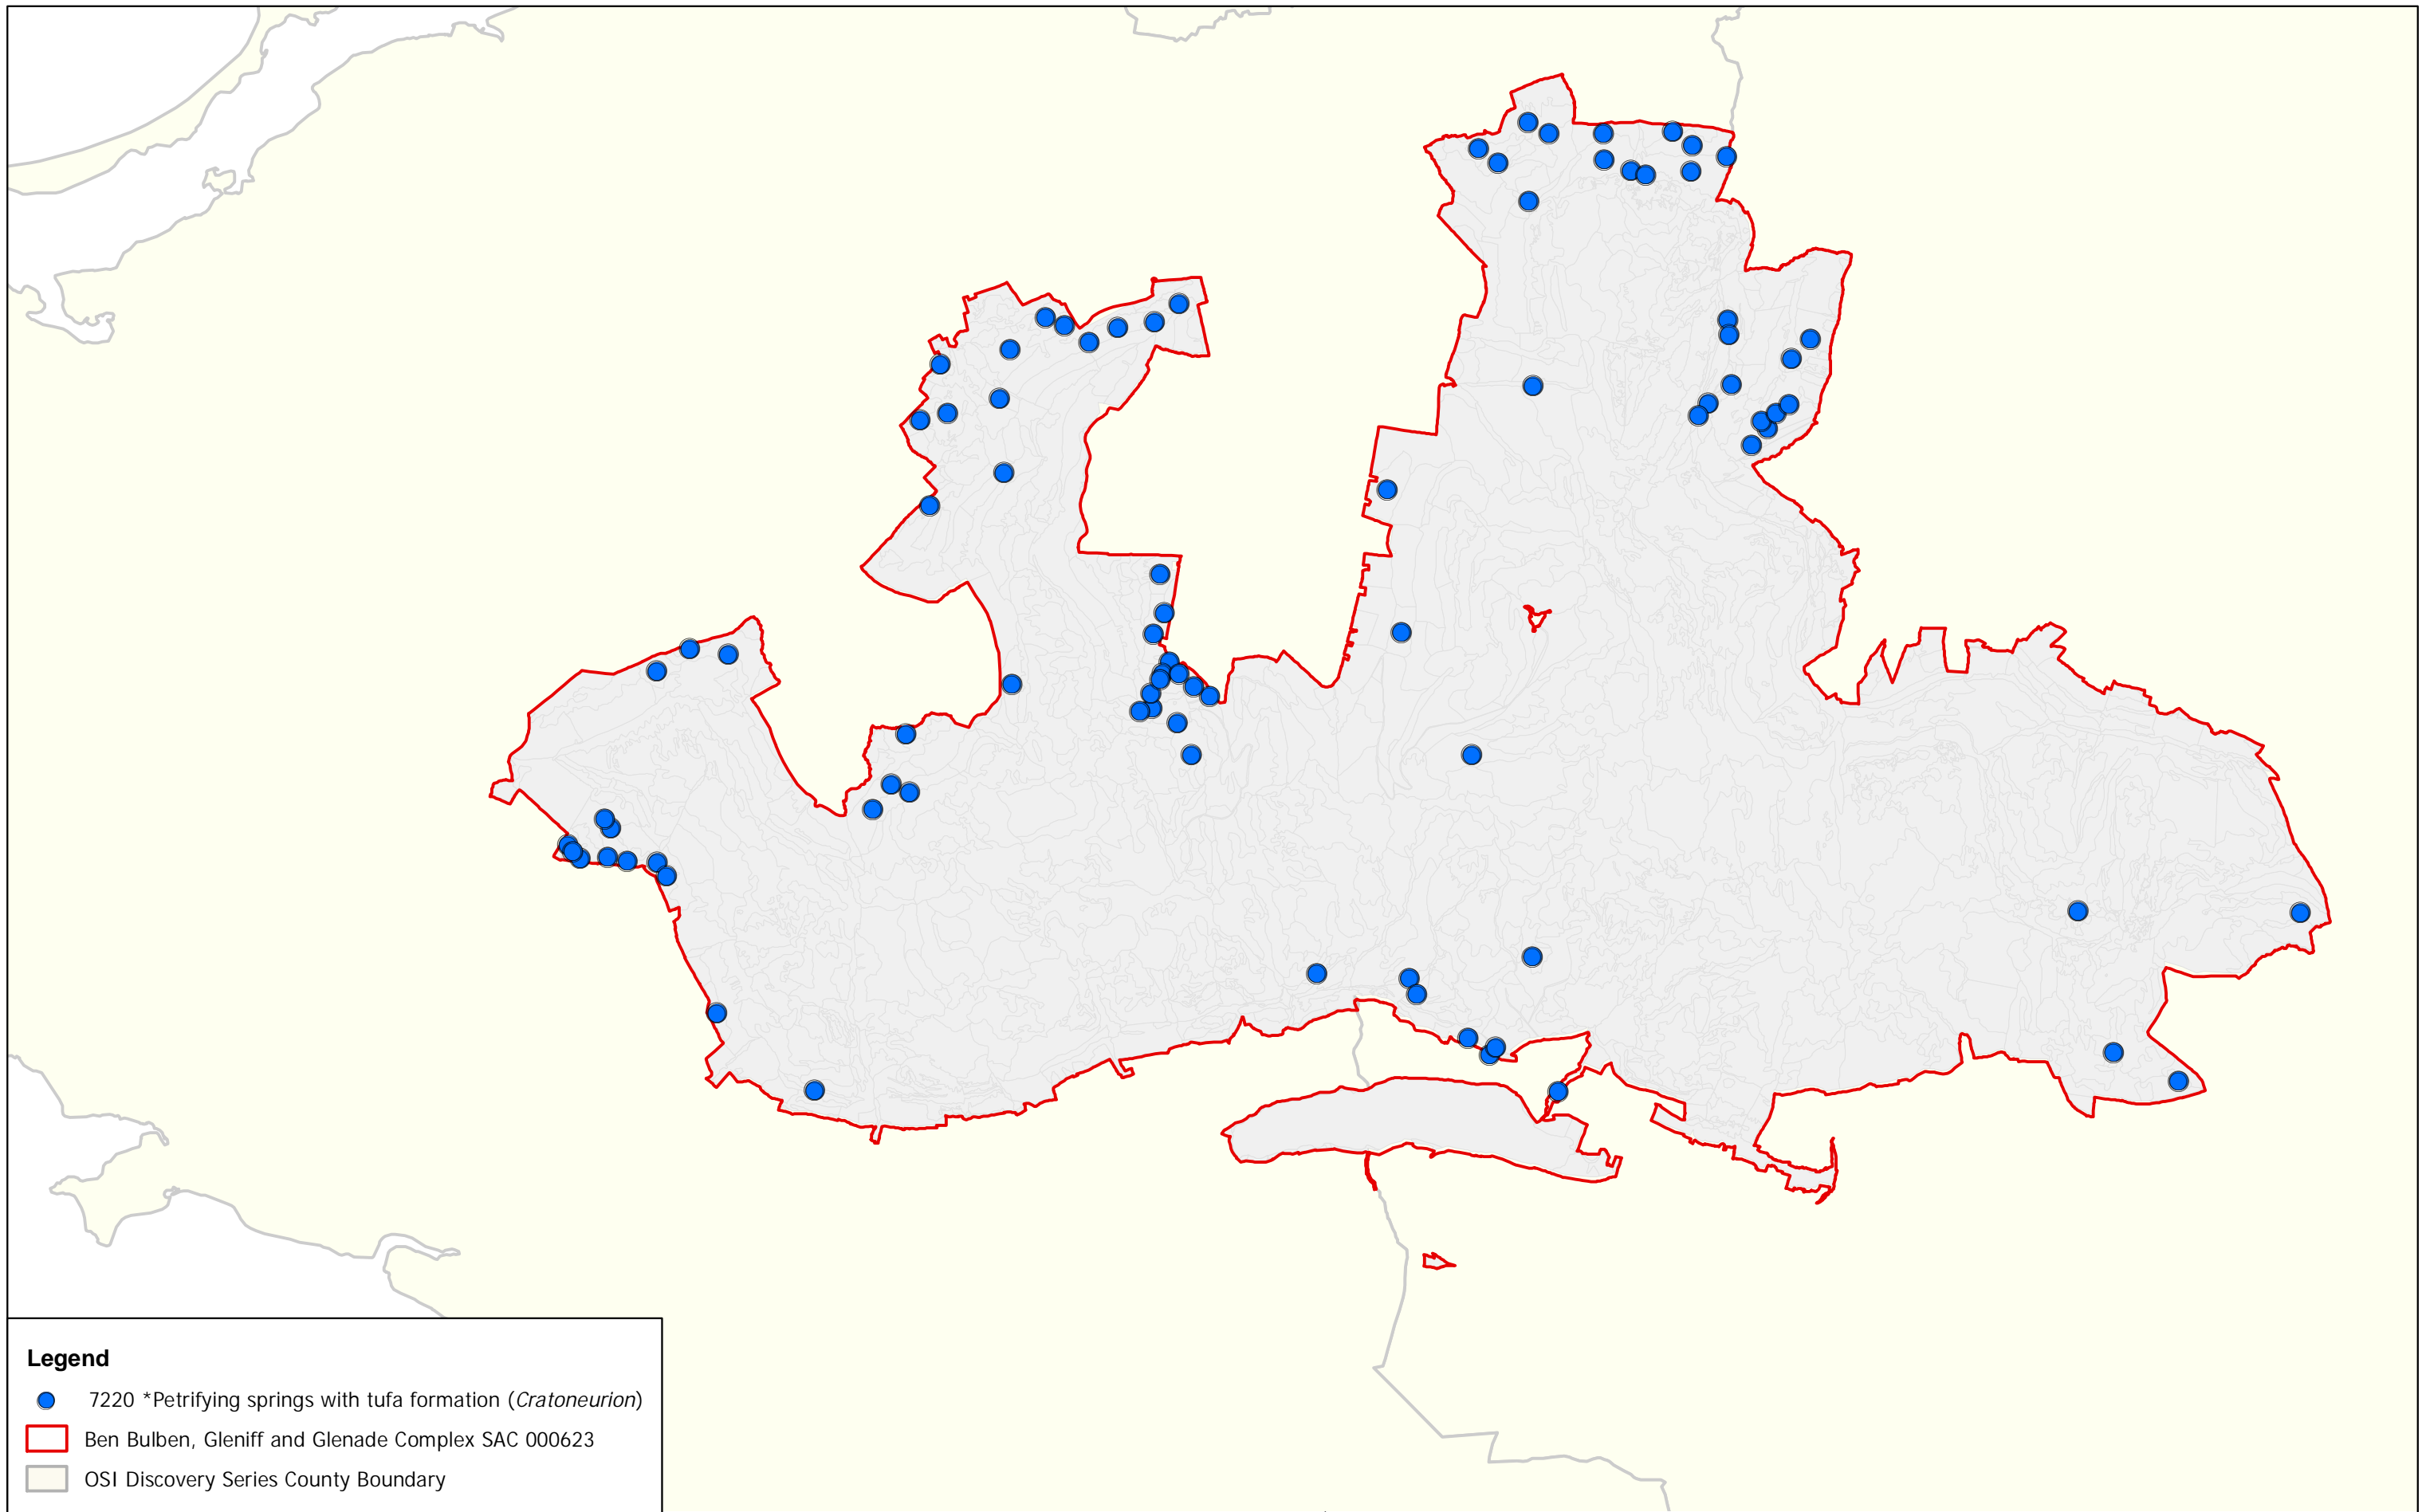 Legend
7220 *Petrifying springs with tufa formation (Cratoneurion)
Ben Bulben, Gleniff and Glenade Complex SAC 000623
OSI Discovery Series County Boundary